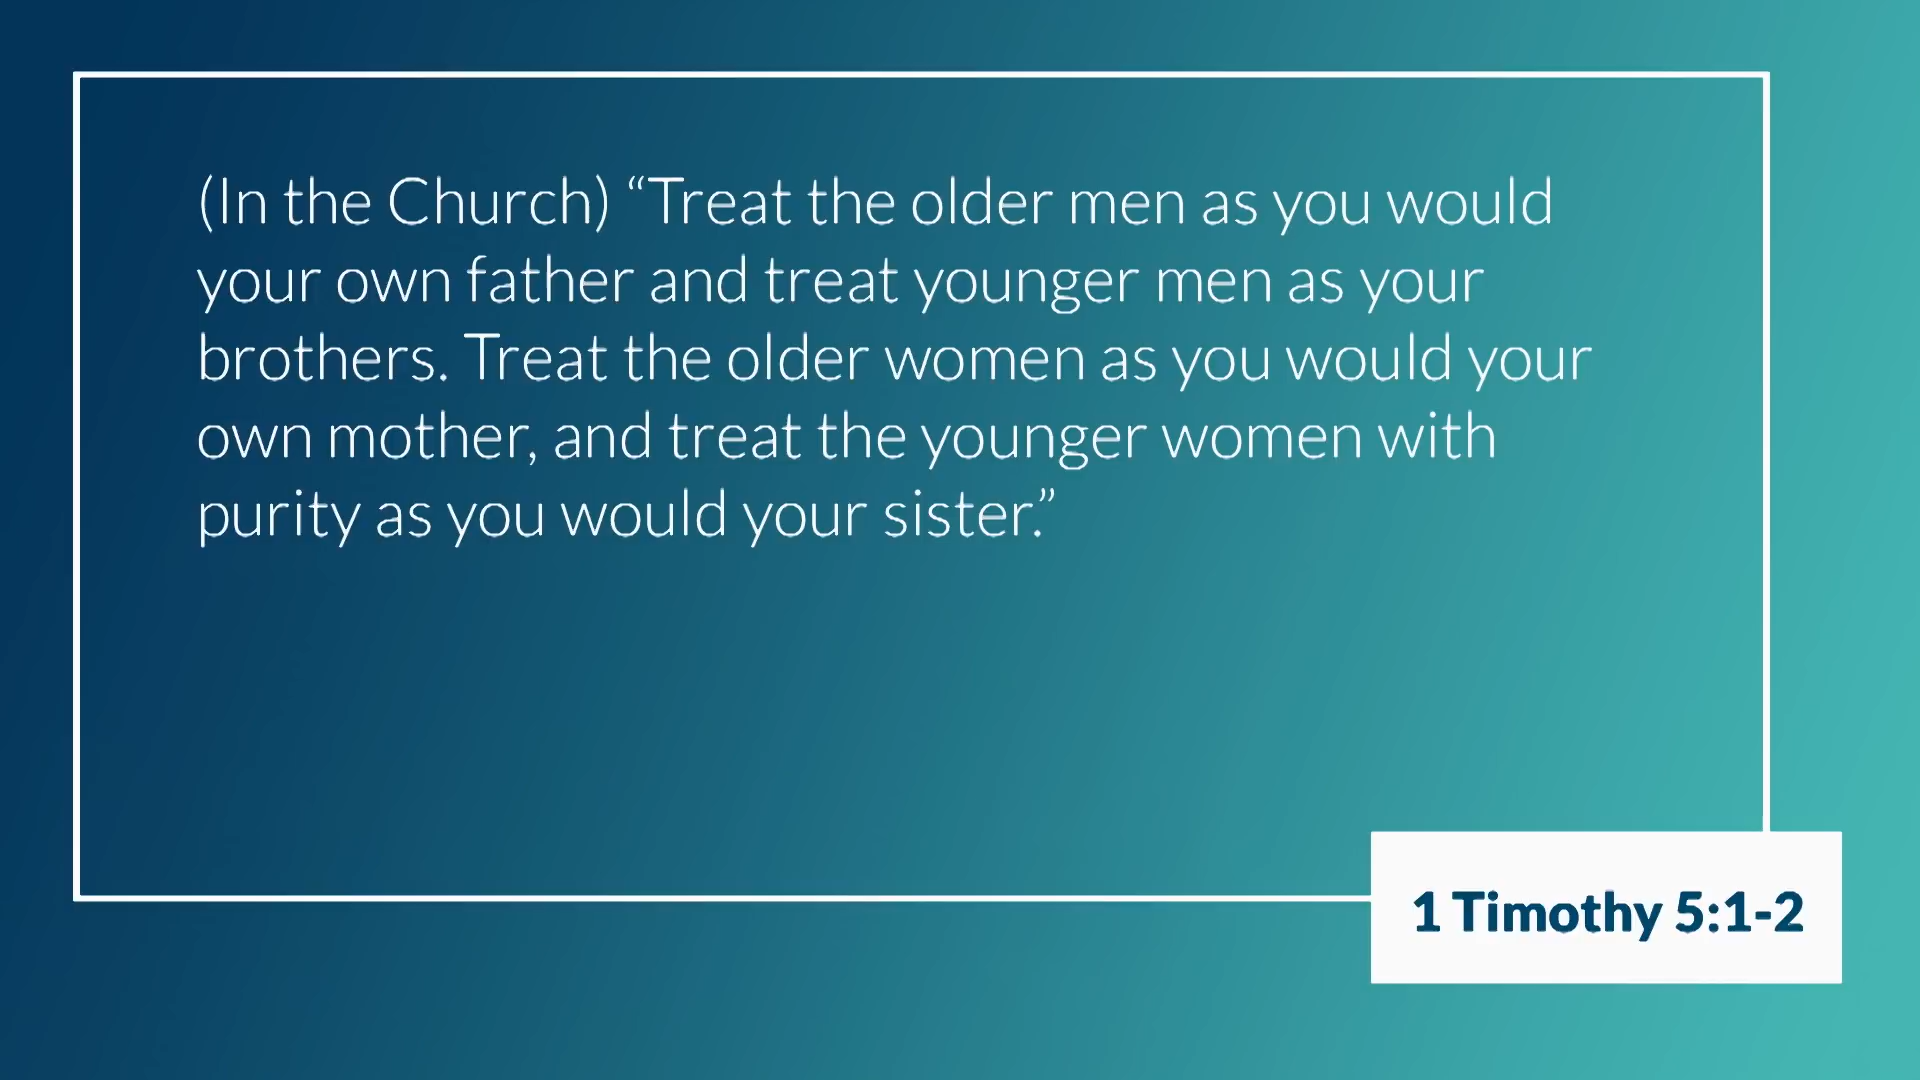 (In the Church) “Treat the older men as you would
your own father and treat younger men as your
brothers. Treat the older women as you would your
own mother, and treat the younger women with
purity as you would your sister.”
1 Timothy 5:1-2